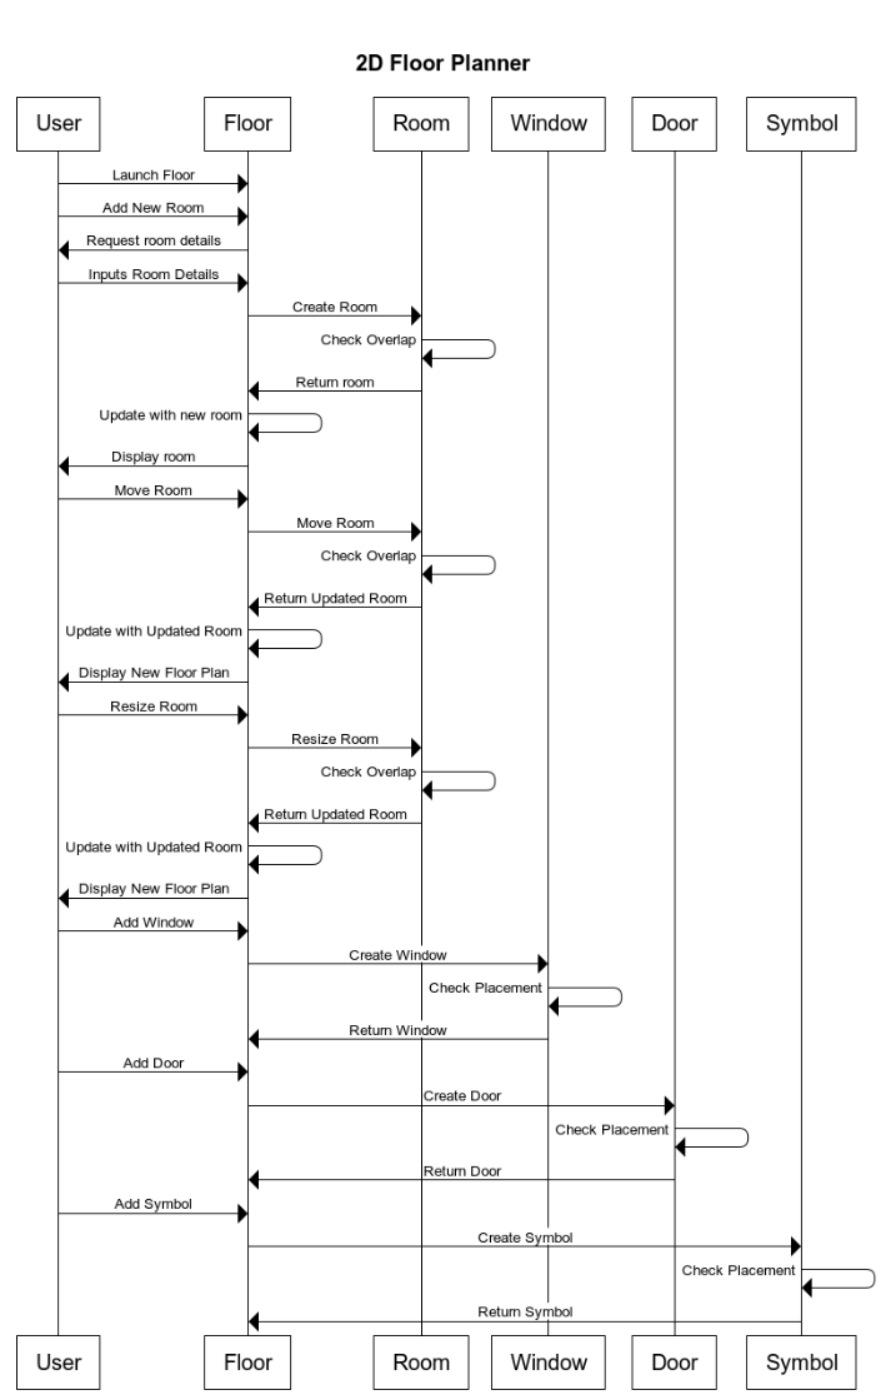 2D Floor Planner
User Floor Room Window Door Symbol
Launch Floor
Add New Room
Request room details
Inputs Room Details
Create Room
Check Overlap
Return room
Update with new room
Display room
Move Room
Move Room
Check Overlap
Return Updated Room
Update with Updated Room
Display New Floor Plan
Resize Room
Resize Room
Check Overlap
Return Updated Room
Update with Updated Room
Display New Floor Plan
Add Window
Create Window
Check Placement
Return Window
Add Door
Create Door
Check Placement
Return Door
Add Symbol
Create Symbol
Check Placement
Return Symbol
User Floor Room Window Door Symbol